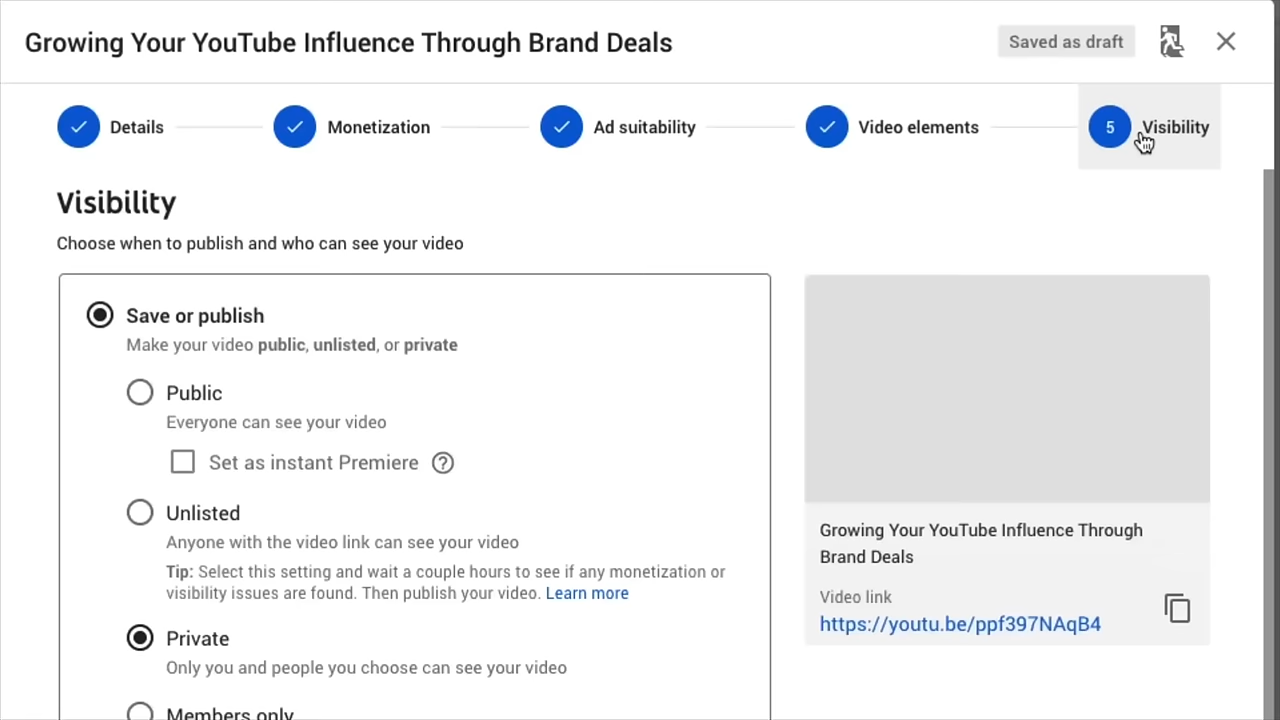 Growing Your YouTube Influence Through Brand Deals
Saved as draft
Details
Monetization
Ad suitability
Video elements
5
Visibility
Visibility
Choose when to publish and who can see your video
Save or publish
Make your video public, unlisted, or private
Public
Everyone can see your video
Set as instant Premiere ?
Unlisted
Anyone with the video link can see your video
Tip: Select this setting and wait a couple hours to see if any monetization or
visibility issues are found. Then publish your video. Learn more
Private
Only you and people you choose can see your video
Members only
Growing Your YouTube Influence Through
Brand Deals
Video link
https://youtu.be/ppf397NAqB4